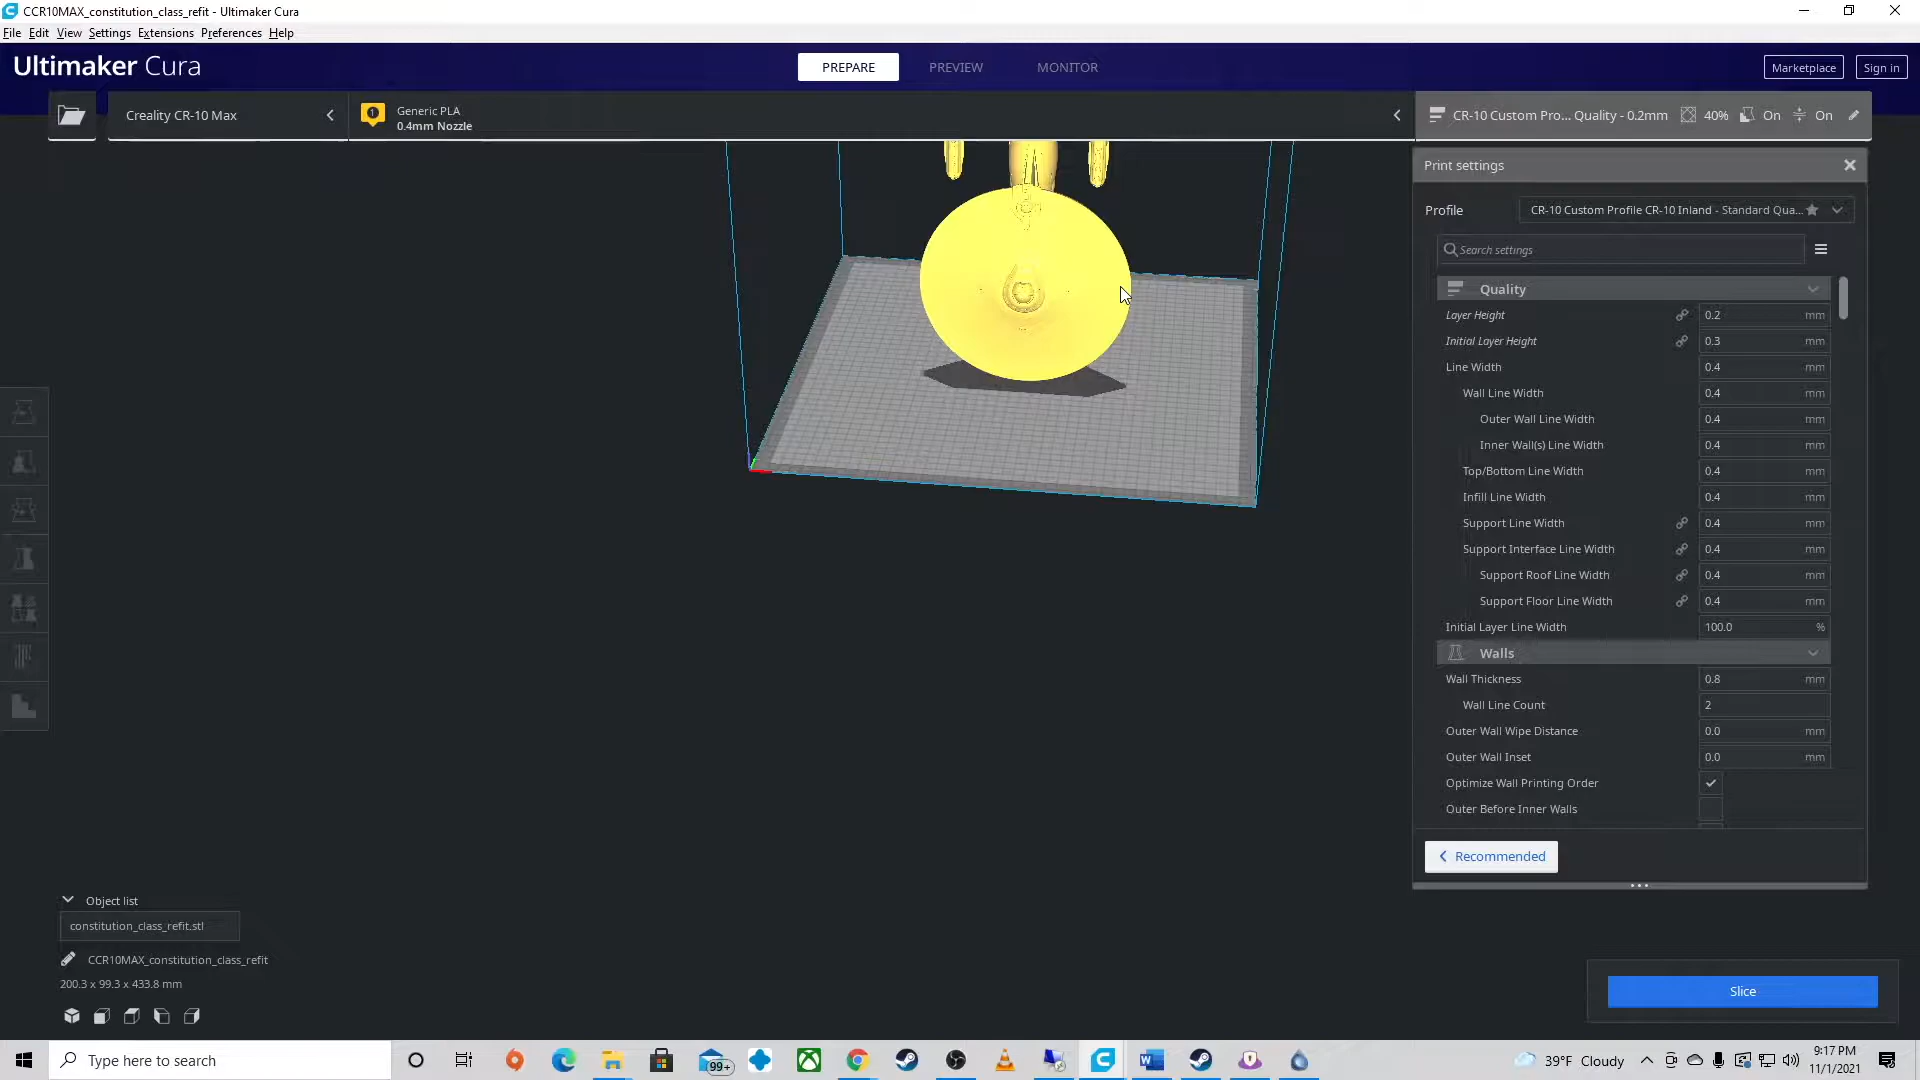 CCR10MAX_constitution_class_refit - Ultimaker Cura
File Edit View Settings Extensions Preferences Help
Ultimaker Cura
PREPARE
PREVIEW
MONITOR
Marketplace
Sign in
Creality CR-10 Max
1
Generic PLA
0.4mm Nozzle
CR-10 Custom Pro... Quality - 0.2mm
40%
On
On
Print settings
Profile
CR-10 Custom Profile CR-10 Inland - Standard Qua...
Search settings
Quality
Layer Height 0.2 mm
Initial Layer Height 0.3 mm
Line Width 0.4 mm
Wall Line Width 0.4 mm
Outer Wall Line Width 0.4 mm
Inner Wall(s) Line Width 0.4 mm
Top/Bottom Line Width 0.4 mm
Infill Line Width 0.4 mm
Support Line Width 0.4 mm
Support Interface Line Width 0.4 mm
Support Roof Line Width 0.4 mm
Support Floor Line Width 0.4 mm
Initial Layer Line Width 100.0 %
Walls
Wall Thickness 0.8 mm
Wall Line Count 2
Outer Wall Wipe Distance 0.0 mm
Outer Wall Inset 0.0 mm
Optimize Wall Printing Order
Outer Before Inner Walls
Recommended
Object list
constitution_class_refit.stl
CCR10MAX_constitution_class_refit
200.3 x 99.3 x 433.8 mm
Slice
Type here to search
99+
39°F Cloudy
9:17 PM
11/1/2021